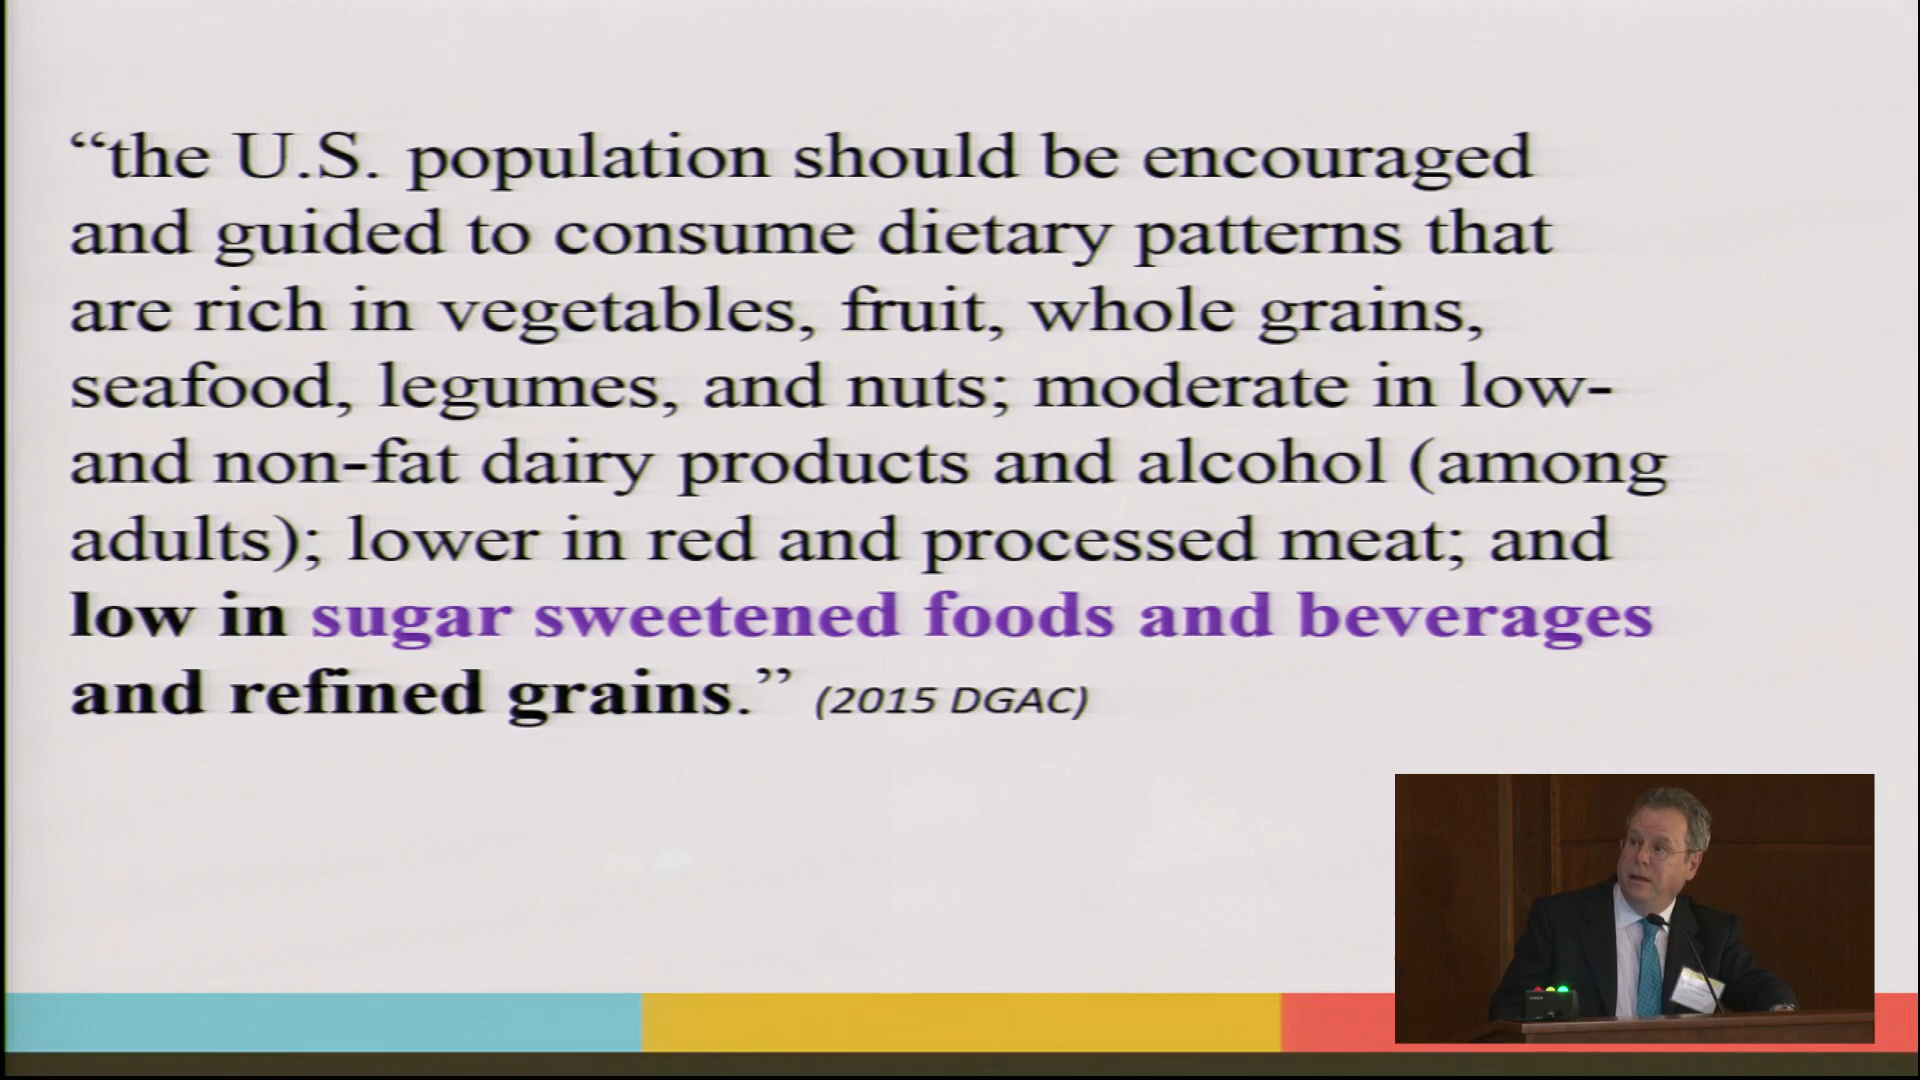 “the U.S. population should be encouraged
and guided to consume dietary patterns that
are rich in vegetables, fruit, whole grains,
seafood, legumes, and nuts; moderate in low-
and non-fat dairy products and alcohol (among
adults); lower in red and processed meat; and
low in sugar sweetened foods and beverages
and refined grains.” (2015 DGAC)